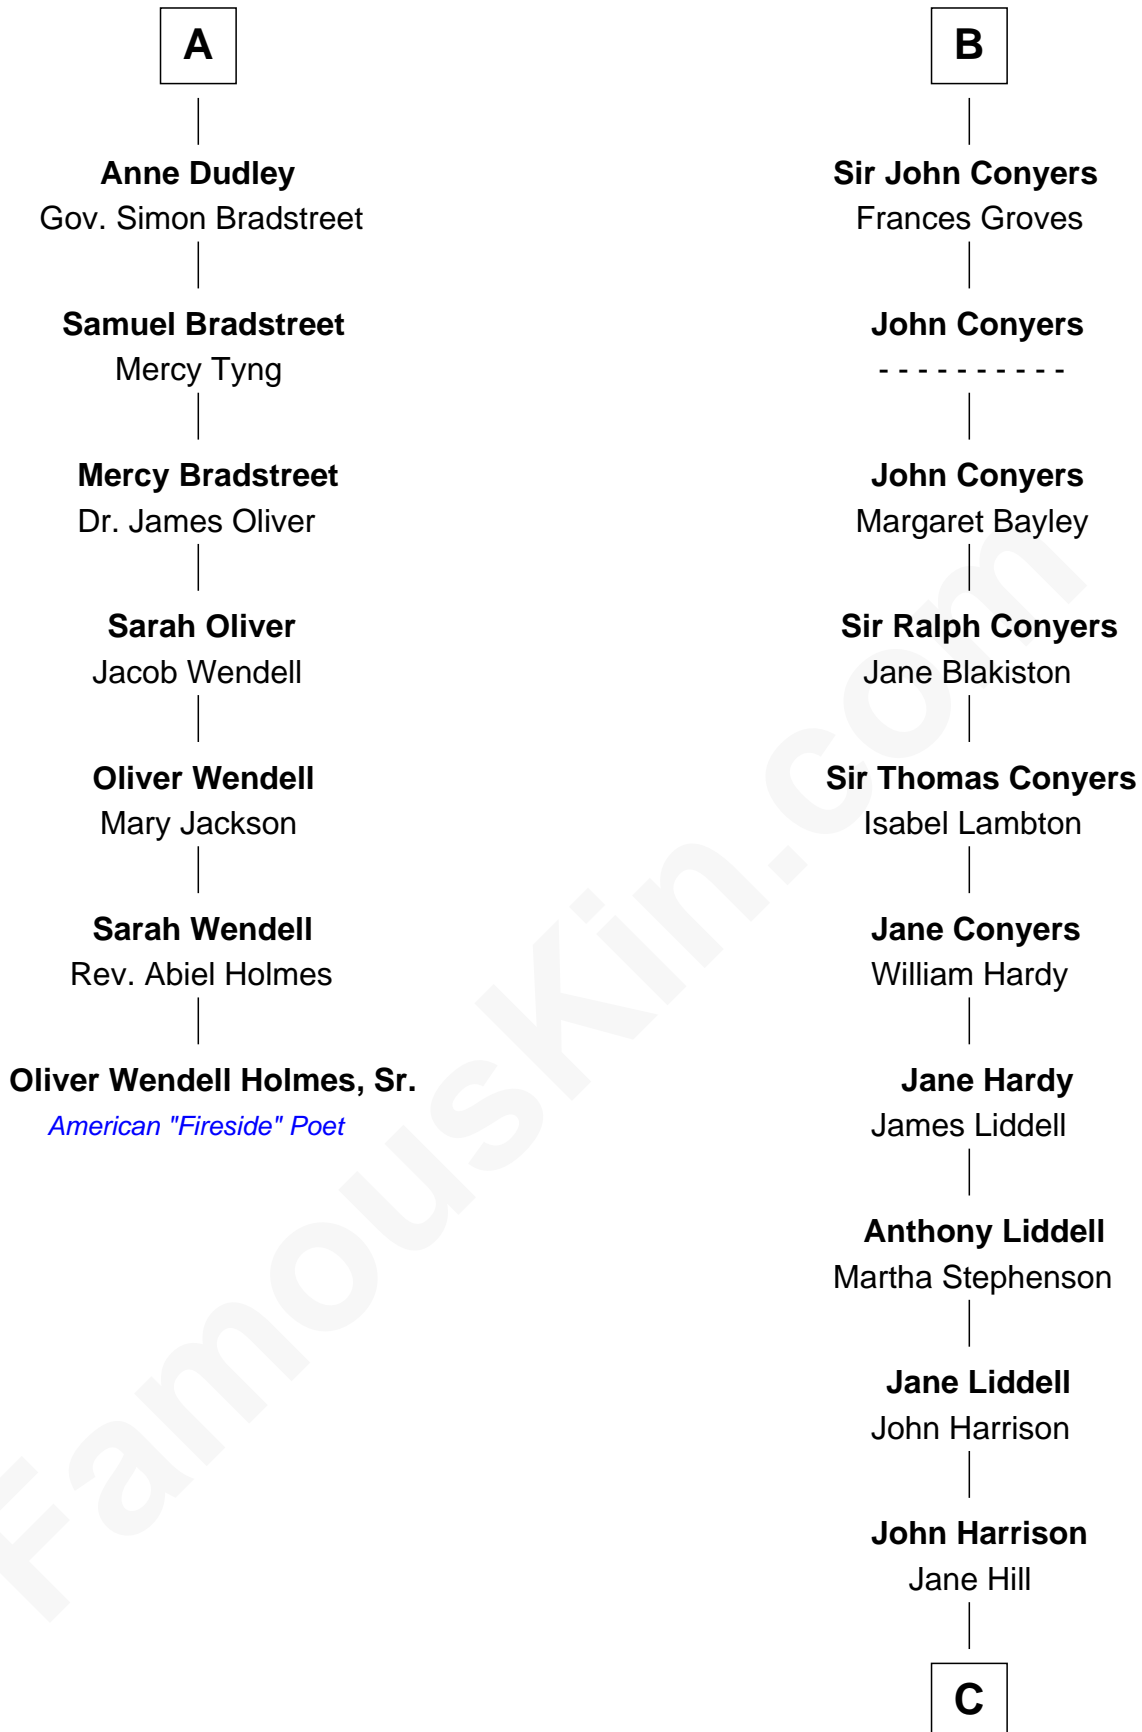 A
Anne Dudley
Gov. Simon Bradstreet
Samuel Bradstreet
Mercy Tyng
Mercy Bradstreet
Dr. James Oliver
Sarah Oliver
Jacob Wendell
Oliver Wendell
Mary Jackson
Sarah Wendell
Rev. Abiel Holmes
Oliver Wendell Holmes, Sr.
American "Fireside" Poet
B
Sir John Conyers
Frances Groves
John Conyers
- - - - - - - - - -
John Conyers
Margaret Bayley
Sir Ralph Conyers
Jane Blakiston
Sir Thomas Conyers
Isabel Lambton
Jane Conyers
William Hardy
Jane Hardy
James Liddell
Anthony Liddell
Martha Stephenson
Jane Liddell
John Harrison
John Harrison
Jane Hill
C
FamousKin.com